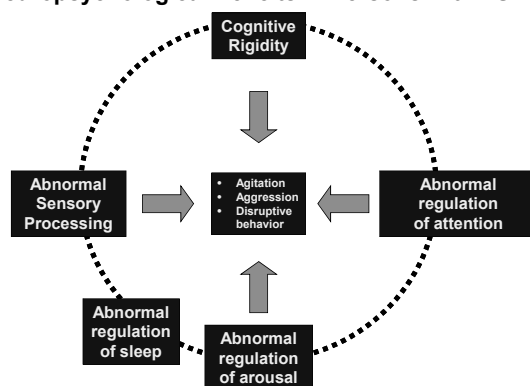 Cognitive
Rigidity
Abnormal
Sensory
Processing
• Agitation
• Aggression
• Disruptive
behavior
Abnormal
regulation
of attention
Abnormal
regulation
of sleep
Abnormal
regulation
of arousal